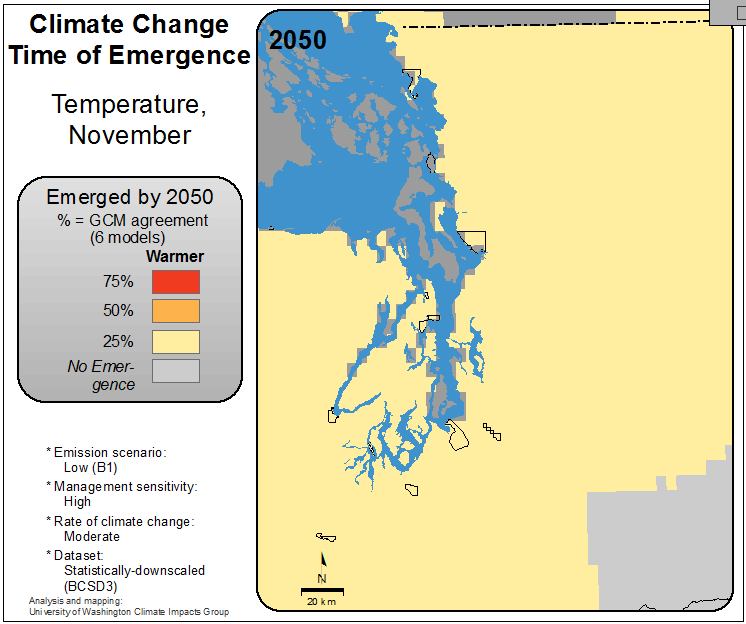 Climate Change
Time of Emergence
Temperature,
November
Emerged by 2050
% = GCM agreement
(6 models)
Warmer
75%
50%
25%
No Emer-
gence
* Emission scenario:
Low (B1)
* Management sensitivity:
High
* Rate of climate change:
Moderate
* Dataset:
Statistically-downscaled
(BCSD3)
Analysis and mapping:
University of Washington Climate Impacts Group
2050
N
20 km